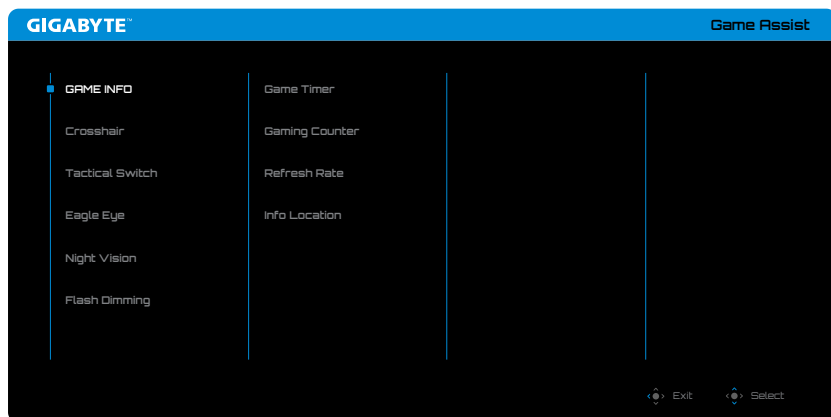 GIGABYTE™
Game Assist
GAME INFO
Game Timer
Crosshair
Gaming Counter
Tactical Switch
Refresh Rate
Eagle Eye
Info Location
Night Vision
Flash Dimming
Exit
Select